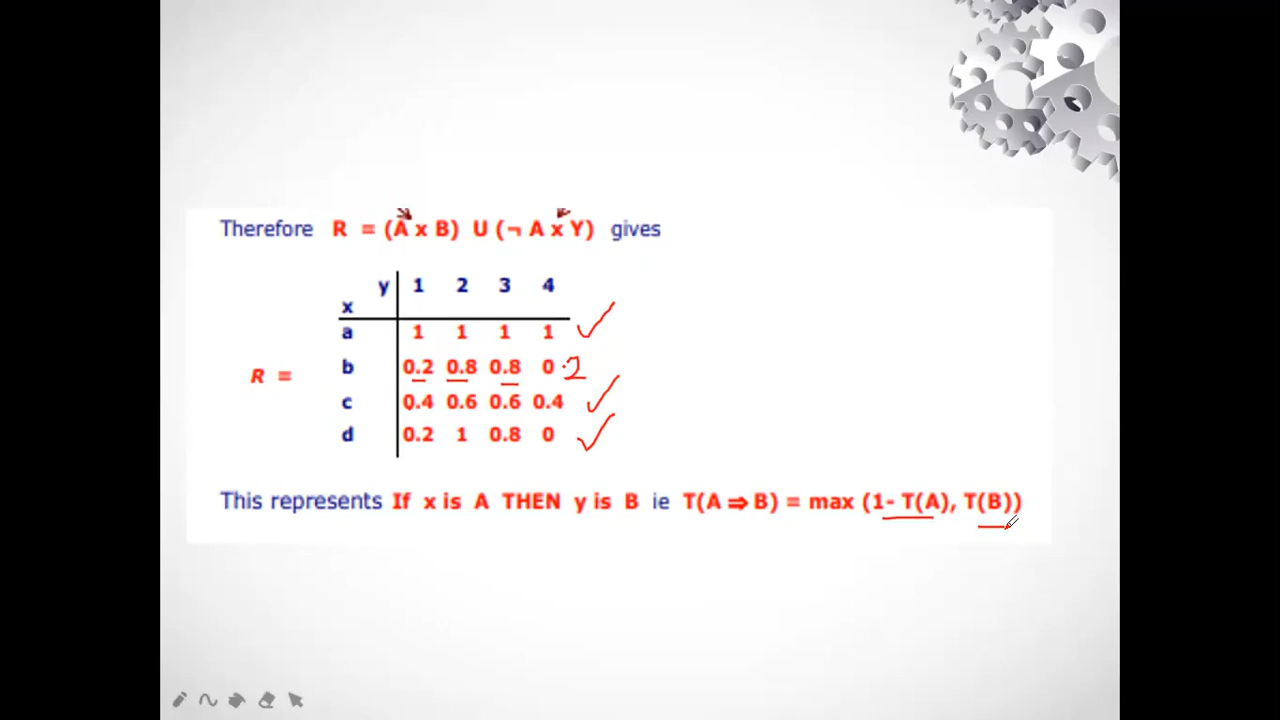 Therefore R = (A x B) U (¬ A x Y) gives
y 1 2 3 4
x
a 1 1 1 1
b 0.2 0.8 0.8 0 .2
R =
c 0.4 0.6 0.6 0.4
d 0.2 1 0.8 0
This represents If x is A THEN y is B ie T(A ⇒ B) = max (1- T(A), T(B))